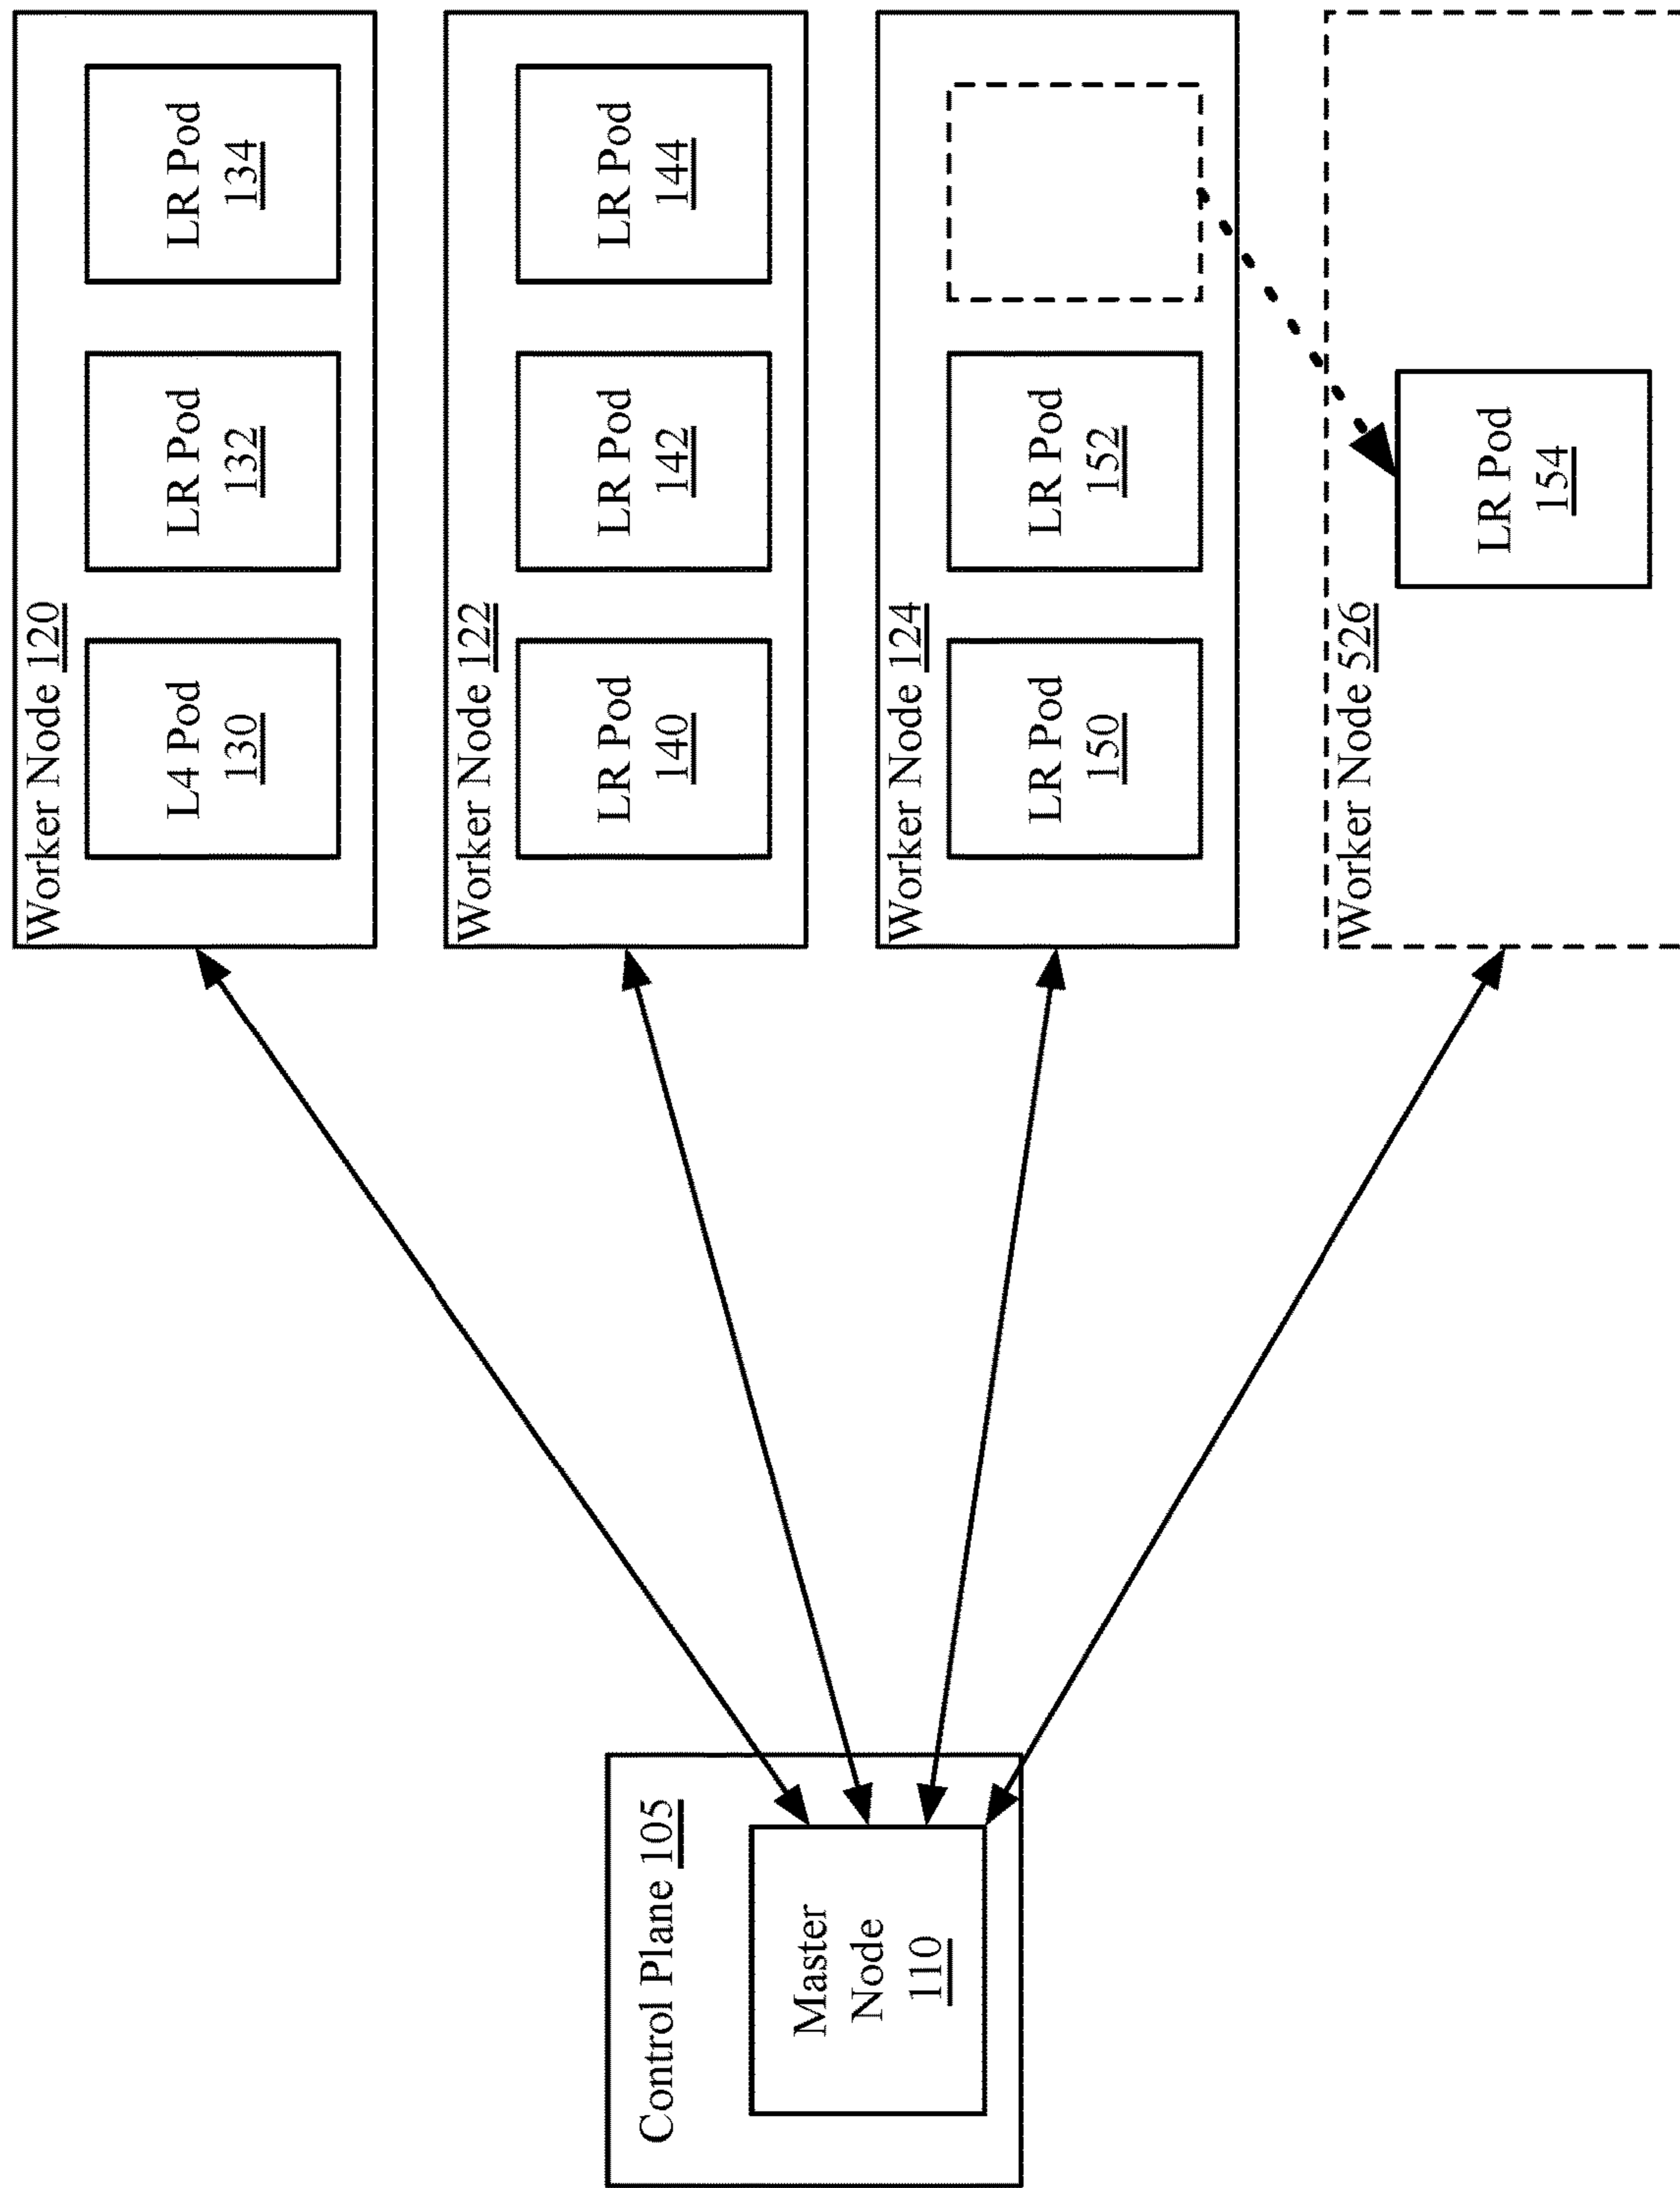 Control Plane 105
Master
Node
110
Worker Node 120
L4 Pod
130
LR Pod
132
LR Pod
134
Worker Node 122
LR Pod
140
LR Pod
142
LR Pod
144
Worker Node 124
LR Pod
150
LR Pod
152
Worker Node 526
LR Pod
154